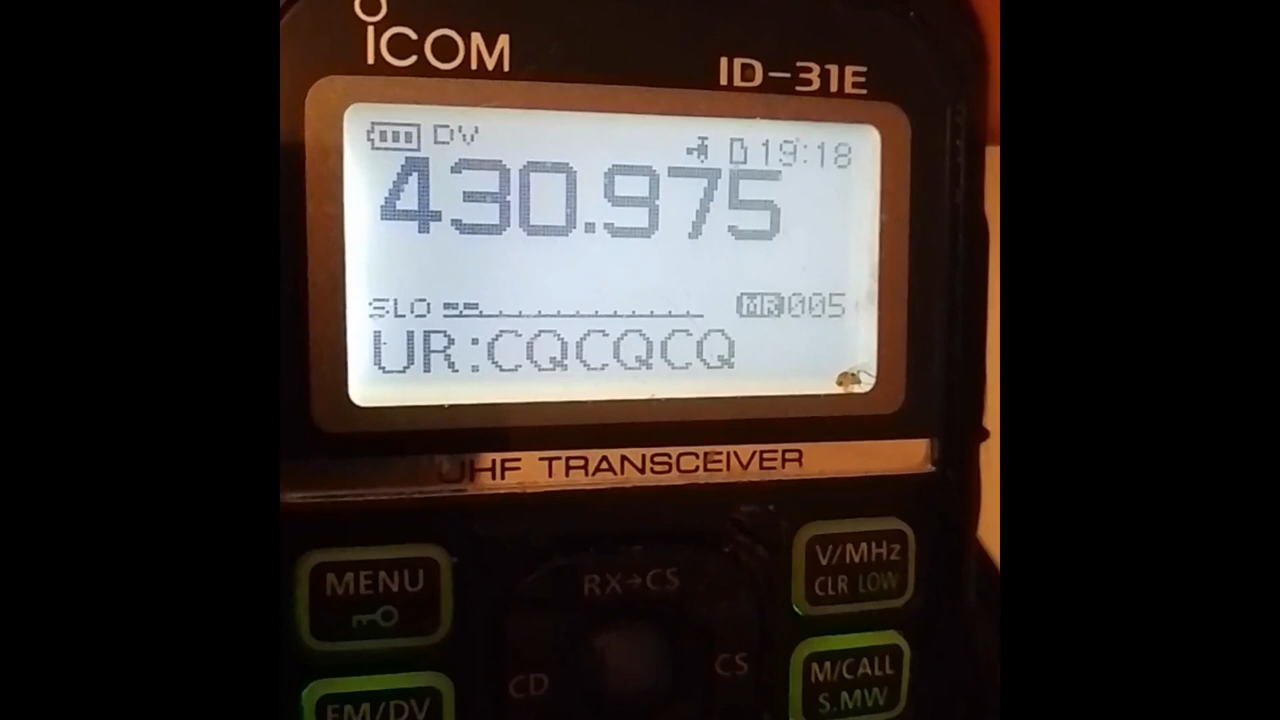 ICOM
ID-31E
DV 19:18
430.975
SLO MR 005
UR:CQCQCQ
UHF TRANSCEIVER
MENU
RX→CS
V/MHz
CLR LOW
CD
CS
M/CALL
S.MW
FM/DV